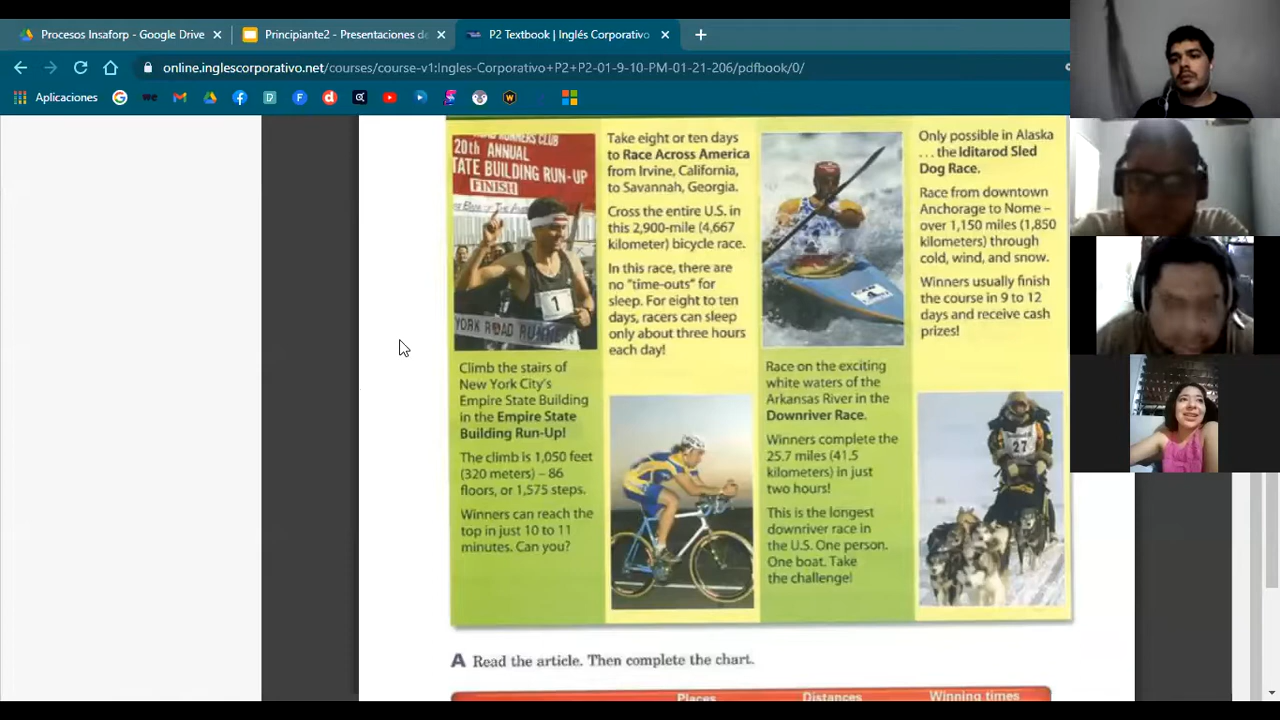 Procesos Insaforp - Google Drive
Principiante2 - Presentaciones de
P2 Textbook | Inglés Corporativo
online.inglescorporativo.net/courses/course-v1:Ingles-Corporativo+P2+P2-01-9-10-PM-01-21-206/pdfbook/0/
Aplicaciones
RUNNERS CLUB
20th ANNUAL
TATE BUILDING RUN-UP
FINISH
1
YORK ROAD RUNNERS
Climb the stairs of
New York City's
Empire State Building
in the Empire State
Building Run-Up!
The climb is 1,050 feet
(320 meters) – 86
floors, or 1,575 steps.
Winners can reach the
top in just 10 to 11
minutes. Can you?
Take eight or ten days
to Race Across America
from Irvine, California,
to Savannah, Georgia.
Cross the entire U.S. in
this 2,900-mile (4,667
kilometer) bicycle race.
In this race, there are
no "time-outs" for
sleep. For eight to ten
days, racers can sleep
only about three hours
each day!
Race on the exciting
white waters of the
Arkansas River in the
Downriver Race.
Winners complete the
25.7 miles (41.5
kilometers) in just
two hours!
This is the longest
downriver race in
the U.S. One person.
One boat. Take
the challenge!
Only possible in Alaska
. . . the Iditarod Sled
Dog Race.
Race from downtown
Anchorage to Nome –
over 1,150 miles (1,850
kilometers) through
cold, wind, and snow.
Winners usually finish
the course in 9 to 12
days and receive cash
prizes!
27
A Read the article. Then complete the chart.
Places Distances Winning times